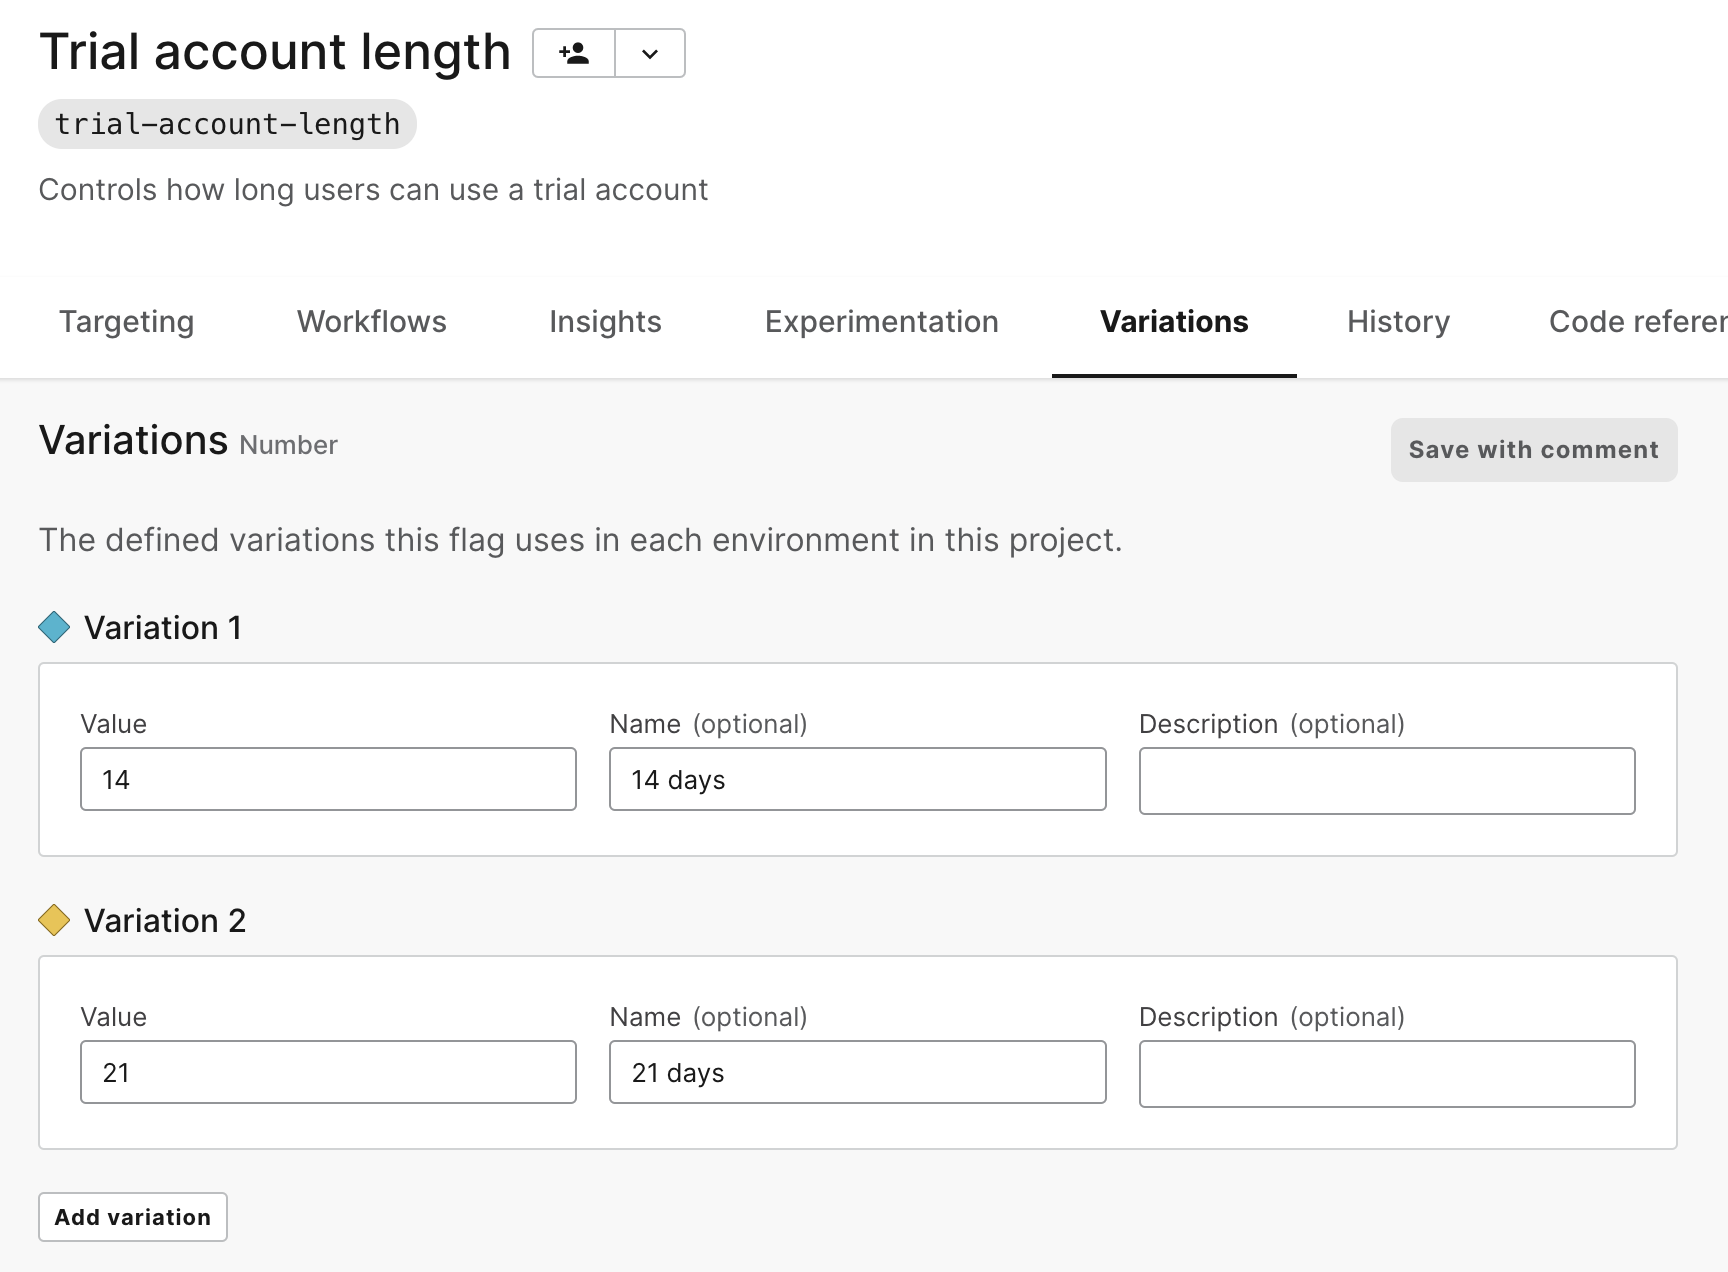 Trial account length
trial-account-length
Controls how long users can use a trial account
Targeting Workflows Insights Experimentation Variations History Code refere
Variations Number
Save with comment
The defined variations this flag uses in each environment in this project.
Variation 1
Value Name (optional) Description (optional)
14 14 days
Variation 2
Value Name (optional) Description (optional)
21 21 days
Add variation